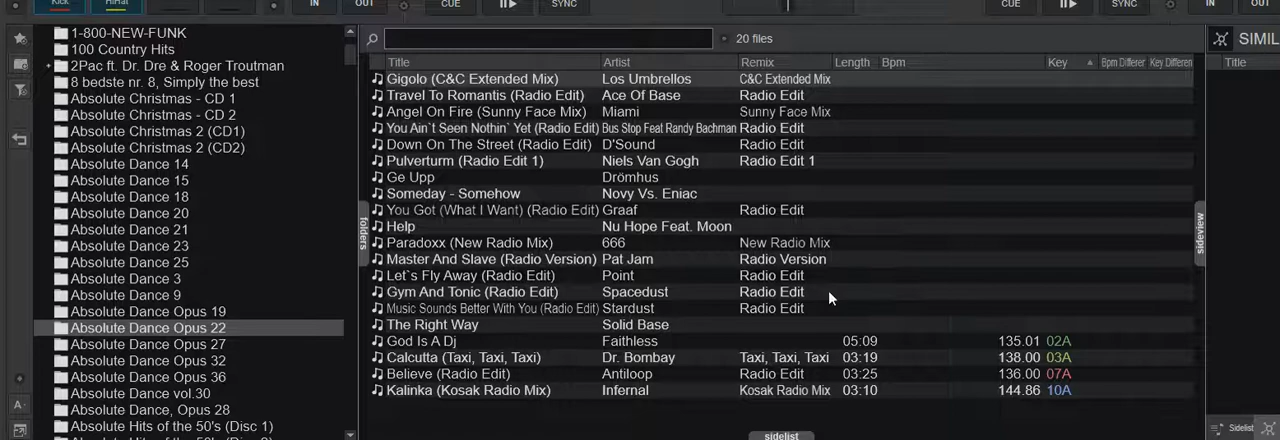 Kick HiHat IN OUT CUE SYNC CUE SYNC IN OUT
1-800-NEW-FUNK
100 Country Hits
2Pac ft. Dr. Dre & Roger Troutman
8 bedste nr. 8, Simply the best
Absolute Christmas - CD 1
Absolute Christmas - CD 2
Absolute Christmas 2 (CD1)
Absolute Christmas 2 (CD2)
Absolute Dance 14
Absolute Dance 15
Absolute Dance 18
Absolute Dance 20
Absolute Dance 21
Absolute Dance 23
Absolute Dance 25
Absolute Dance 3
Absolute Dance 9
Absolute Dance Opus 19
Absolute Dance Opus 22
Absolute Dance Opus 27
Absolute Dance Opus 32
Absolute Dance Opus 36
Absolute Dance vol.30
Absolute Dance, Opus 28
Absolute Hits of the 50's (Disc 1)
folders
20 files
Title Artist Remix Length Bpm Key Bpm Differer Key Differen
Gigolo (C&C Extended Mix) Los Umbrellos C&C Extended Mix
Travel To Romantis (Radio Edit) Ace Of Base Radio Edit
Angel On Fire (Sunny Face Mix) Miami Sunny Face Mix
You Ain`t Seen Nothin` Yet (Radio Edit) Bus Stop Feat Randy Bachman Radio Edit
Down On The Street (Radio Edit) D'Sound Radio Edit
Pulverturm (Radio Edit 1) Niels Van Gogh Radio Edit 1
Ge Upp Drömhus
Someday - Somehow Novy Vs. Eniac
You Got (What I Want) (Radio Edit) Graaf Radio Edit
Help Nu Hope Feat. Moon
Paradoxx (New Radio Mix) 666 New Radio Mix
Master And Slave (Radio Version) Pat Jam Radio Version
Let`s Fly Away (Radio Edit) Point Radio Edit
Gym And Tonic (Radio Edit) Spacedust Radio Edit
Music Sounds Better With You (Radio Edit) Stardust Radio Edit
The Right Way Solid Base
God Is A Dj Faithless 05:09 135.01 02A
Calcutta (Taxi, Taxi, Taxi) Dr. Bombay Taxi, Taxi, Taxi 03:19 138.00 03A
Believe (Radio Edit) Antiloop Radio Edit 03:25 136.00 07A
Kalinka (Kosak Radio Mix) Infernal Kosak Radio Mix 03:10 144.86 10A
sidelist
sideview
SIMIL
Title
Sidelist
A